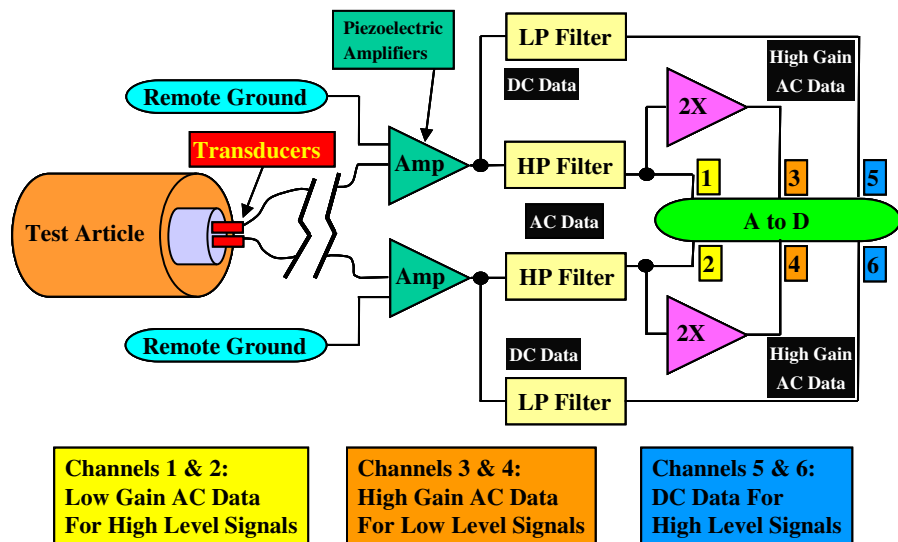 Piezoelectric
Amplifiers
LP Filter
High Gain
AC Data
DC Data
Remote Ground
2X
Transducers
Amp
HP Filter
1
3
5
Test Article
AC Data
A to D
2
4
6
Amp
HP Filter
2X
Remote Ground
DC Data
High Gain
AC Data
LP Filter
Channels 1 & 2:
Low Gain AC Data
For High Level Signals
Channels 3 & 4:
High Gain AC Data
For Low Level Signals
Channels 5 & 6:
DC Data For
High Level Signals